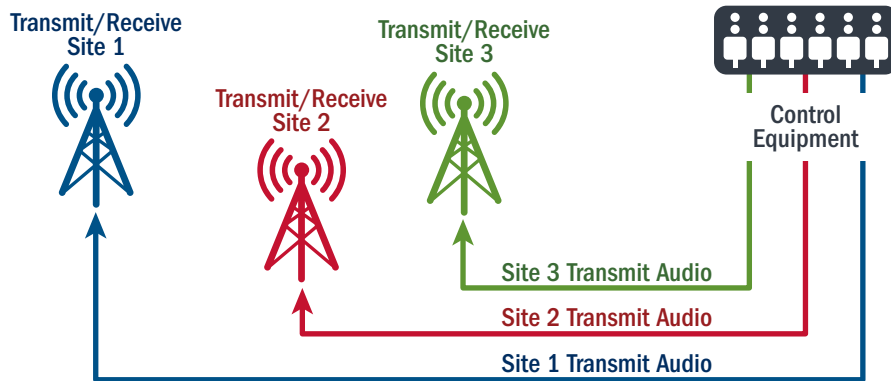 Transmit/Receive
Site 1
Transmit/Receive
Site 2
Transmit/Receive
Site 3
Control
Equipment
Site 3 Transmit Audio
Site 2 Transmit Audio
Site 1 Transmit Audio